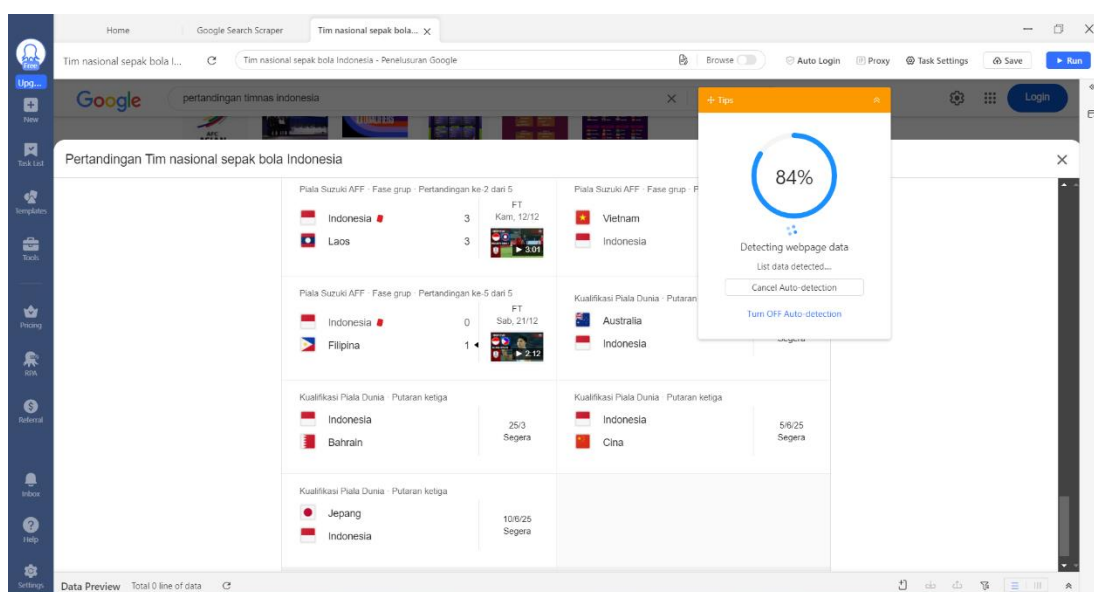 Home
Google Search Scraper
Tim nasional sepak bola...
Free
Tim nasional sepak bola I...
Tim nasional sepak bola Indonesia - Penelusuran Google
Browse
Auto Login
Proxy
Task Settings
Save
Run
Upg...
New
Task List
Templates
Tools
Pricing
RPA
Referral
Inbox
Help
Settings
Google
pertandingan timnas indonesia
Login
Pertandingan Tim nasional sepak bola Indonesia
Piala Suzuki AFF · Fase grup · Pertandingan ke-2 dari 5
FT
Indonesia 3 Kam, 12/12
Laos 3
3:01
Piala Suzuki AFF · Fase grup · P
Vietnam
Indonesia
Piala Suzuki AFF · Fase grup · Pertandingan ke-5 dari 5
FT
Indonesia 0 Sab, 21/12
Filipina 1
2:12
Kualifikasi Piala Dunia · Putaran
Australia
Indonesia
Kualifikasi Piala Dunia · Putaran ketiga
Indonesia
25/3
Bahrain
Segera
Kualifikasi Piala Dunia · Putaran ketiga
Indonesia
5/6/25
Cina
Segera
Kualifikasi Piala Dunia · Putaran ketiga
Jepang
10/6/25
Indonesia
Segera
Tips
84%
Detecting webpage data
List data detected....
Cancel Auto-detection
Turn OFF Auto-detection
Data Preview Total 0 line of data